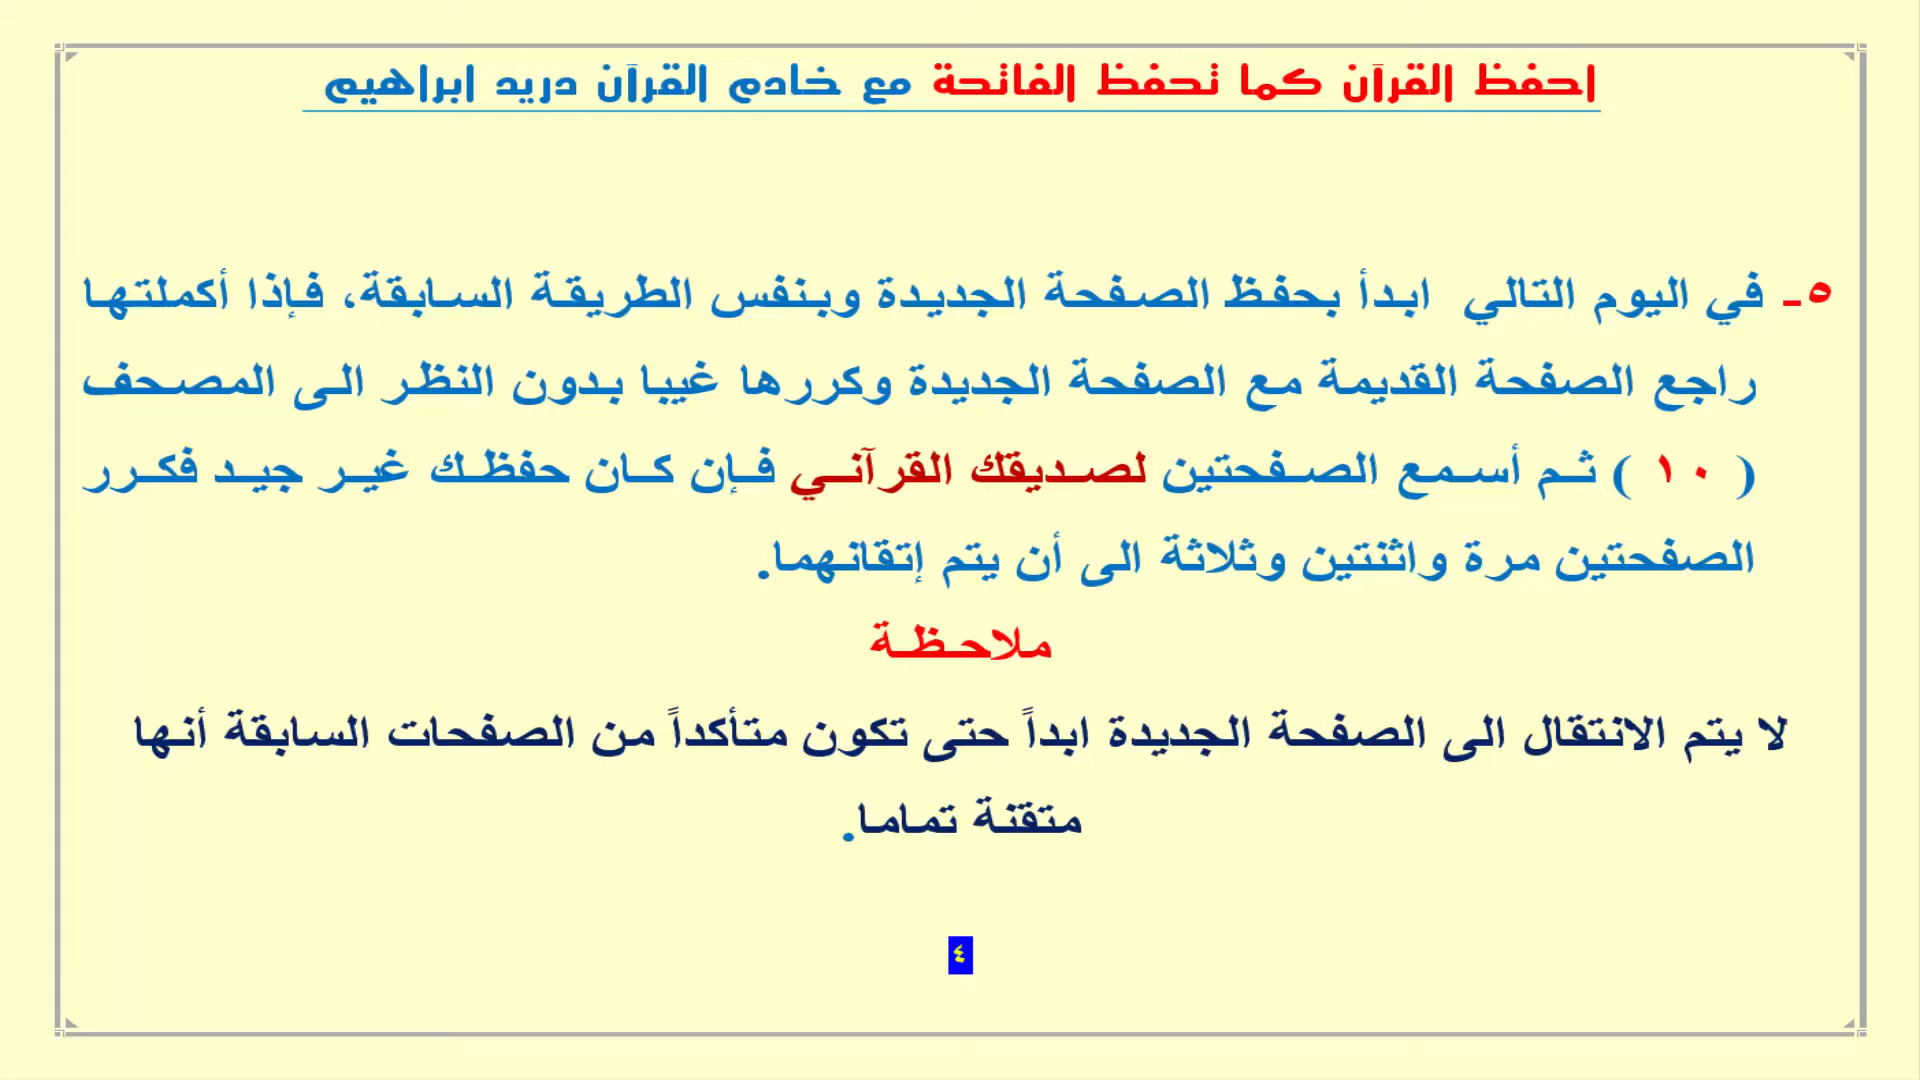 احفظ القرآن كما تحفظ الفاتحة مع خادم القرآن دريد ابراهيم
٥- في اليوم التالي ابدأ بحفظ الصفحة الجديدة وبنفس الطريقة السابقة، فإذا أكملتها
راجع الصفحة القديمة مع الصفحة الجديدة وكررها غيبا بدون النظر الى المصحف
( ١٠ ) ثم أسمع الصفحتين لصديقك القرآني فإن كان حفظك غير جيد فكرر
الصفحتين مرة واثنتين وثلاثة الى أن يتم إتقانهما.
ملاحظة
لا يتم الانتقال الى الصفحة الجديدة ابداً حتى تكون متأكداً من الصفحات السابقة أنها
متقنة تماما.
٤